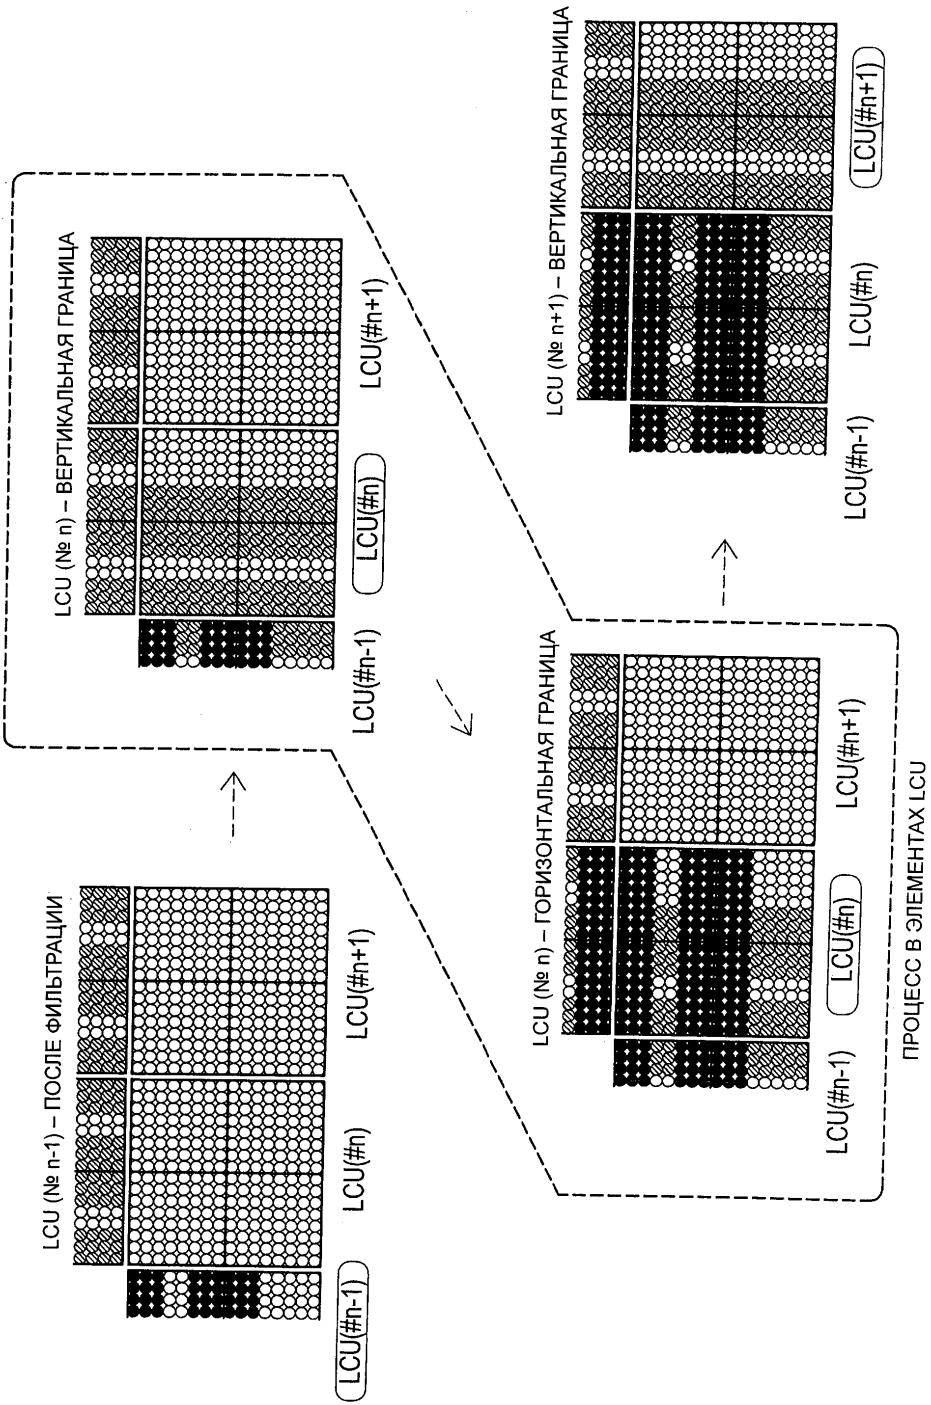 LCU (№ n-1) – ПОСЛЕ ФИЛЬТРАЦИИ
LCU(#n-1)
LCU(#n)
LCU(#n+1)
LCU (№ n) – ВЕРТИКАЛЬНАЯ ГРАНИЦА
LCU(#n-1)
LCU(#n)
LCU(#n+1)
LCU (№ n) – ГОРИЗОНТАЛЬНАЯ ГРАНИЦА
LCU(#n-1)
LCU(#n)
LCU(#n+1)
ПРОЦЕСС В ЭЛЕМЕНТАХ LCU
LCU (№ n+1) – ВЕРТИКАЛЬНАЯ ГРАНИЦА
LCU(#n-1)
LCU(#n)
LCU(#n+1)